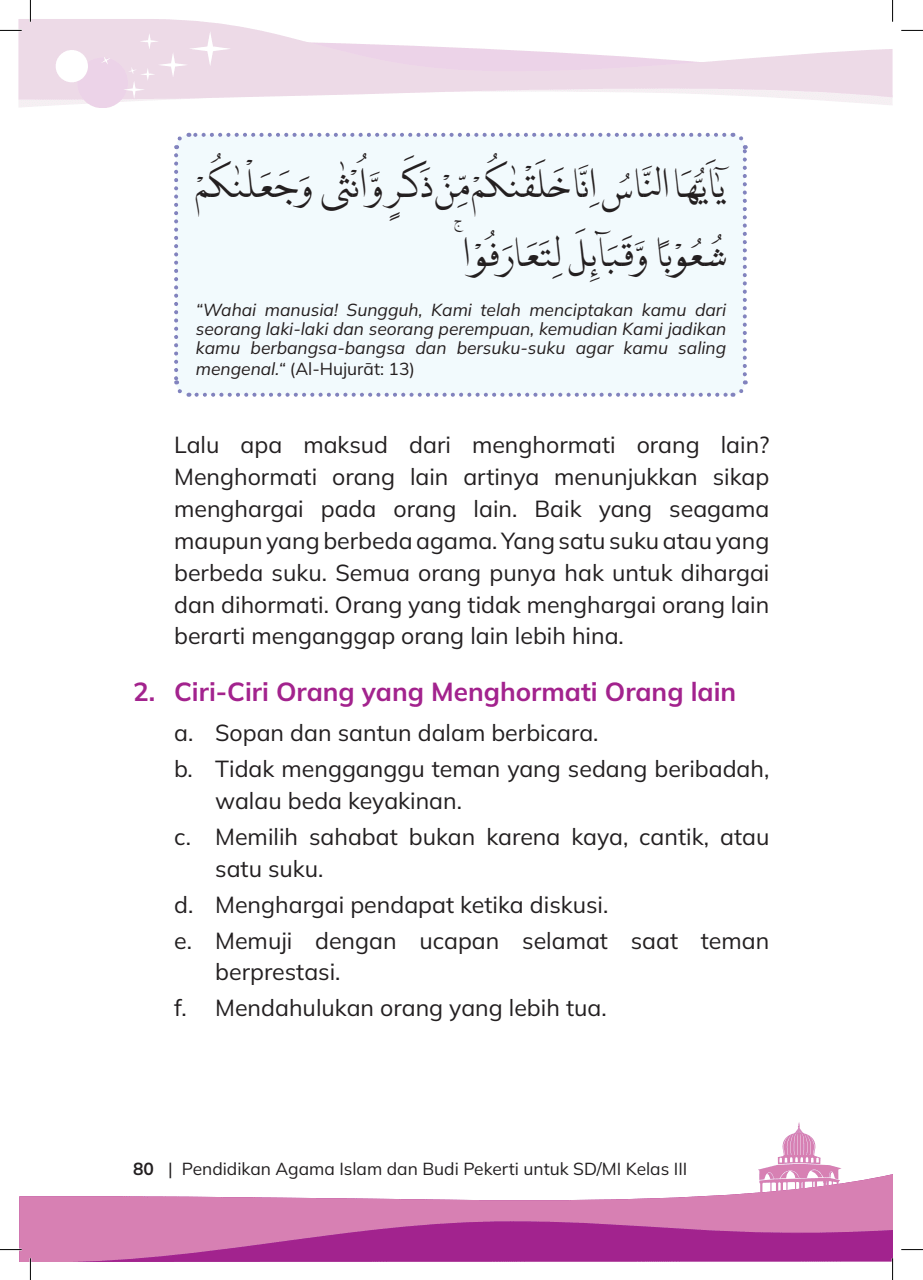 يٰٓاَيُّهَا النَّاسُ اِنَّا خَلَقْنٰكُمْ مِّنْ ذَكَرٍ وَّاُنْثٰى وَجَعَلْنٰكُمْ
شُعُوْبًا وَّقَبَاۤىِٕلَ لِتَعَارَفُوْا ۚ
“Wahai manusia! Sungguh, Kami telah menciptakan kamu dari
seorang laki-laki dan seorang perempuan, kemudian Kami jadikan
kamu berbangsa-bangsa dan bersuku-suku agar kamu saling
mengenal.“ (Al-Hujurāt: 13)
Lalu apa maksud dari menghormati orang lain?
Menghormati orang lain artinya menunjukkan sikap
menghargai pada orang lain. Baik yang seagama
maupun yang berbeda agama. Yang satu suku atau yang
berbeda suku. Semua orang punya hak untuk dihargai
dan dihormati. Orang yang tidak menghargai orang lain
berarti menganggap orang lain lebih hina.
2. Ciri-Ciri Orang yang Menghormati Orang lain
a. Sopan dan santun dalam berbicara.
b. Tidak mengganggu teman yang sedang beribadah,
walau beda keyakinan.
c. Memilih sahabat bukan karena kaya, cantik, atau
satu suku.
d. Menghargai pendapat ketika diskusi.
e. Memuji dengan ucapan selamat saat teman
berprestasi.
f. Mendahulukan orang yang lebih tua.
80 | Pendidikan Agama Islam dan Budi Pekerti untuk SD/MI Kelas III